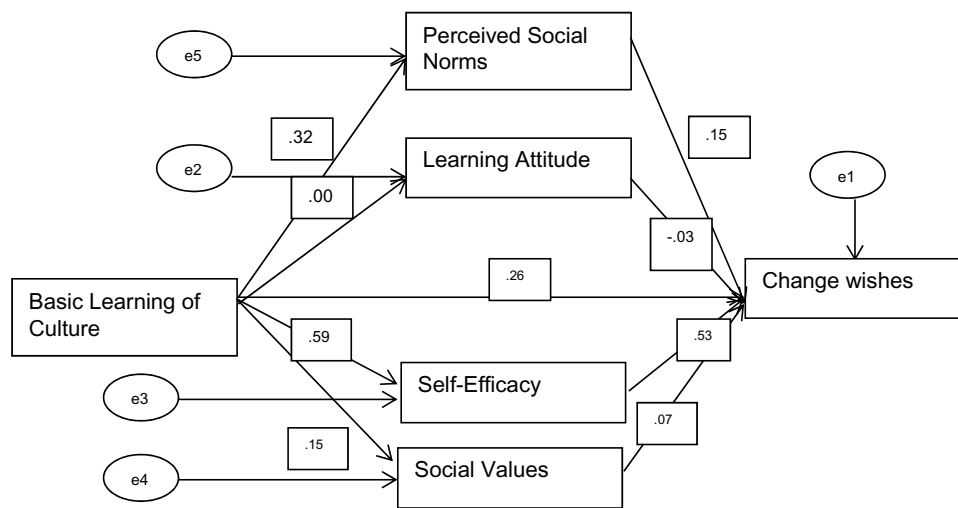 e5
Perceived Social
Norms
.32
.15
e2
Learning Attitude
.00
e1
-.03
.26
Change wishes
Basic Learning of
Culture
.59
.53
Self-Efficacy
e3
.07
.15
Social Values
e4